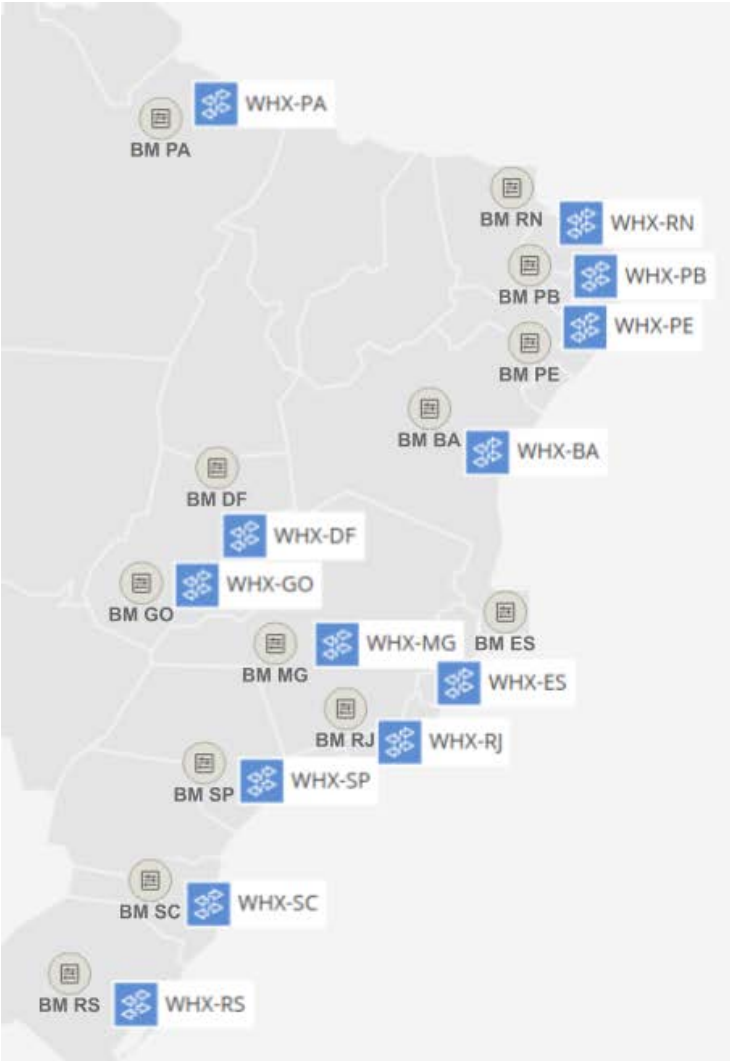 WHX-PA
BM PA
BM RN
WHX-RN
BM PB
WHX-PB
WHX-PE
BM PE
BM BA
WHX-BA
BM DF
WHX-DF
BM GO
WHX-GO
BM ES
BM MG
WHX-MG
WHX-ES
BM RJ
WHX-RJ
BM SP
WHX-SP
BM SC
WHX-SC
BM RS
WHX-RS